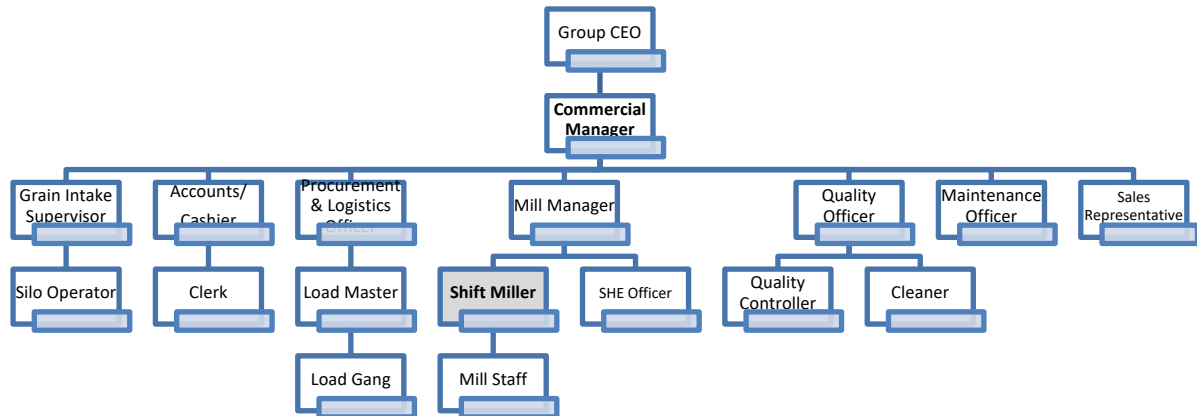 Group CEO
Commercial
Manager
Grain Intake
Supervisor
Accounts/
Cashier
Procurement
& Logistics
Officer
Mill Manager
Quality
Officer
Maintenance
Officer
Sales
Representative
Silo Operator
Clerk
Load Master
Shift Miller
SHE Officer
Quality
Controller
Cleaner
Load Gang
Mill Staff